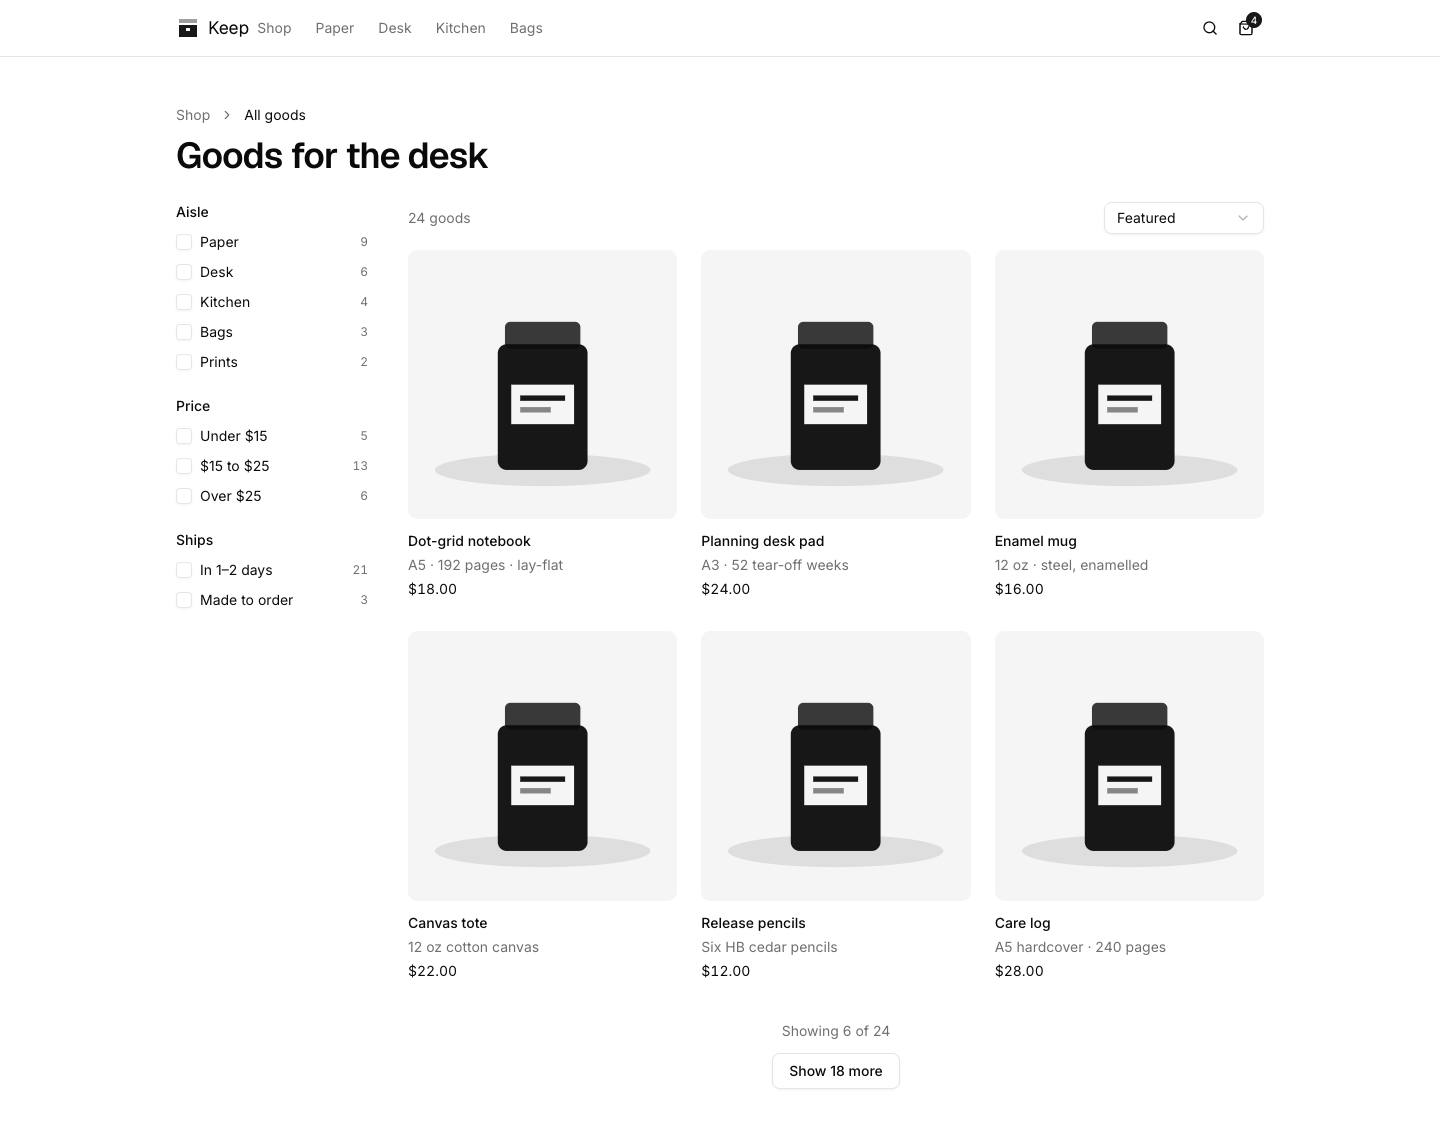 Keep Shop Paper Desk Kitchen Bags 4
Shop All goods
Goods for the desk
Aisle
Paper 9
Desk 6
Kitchen 4
Bags 3
Prints 2
Price
Under $15 5
$15 to $25 13
Over $25 6
Ships
In 1–2 days 21
Made to order 3
24 goods Featured
Dot-grid notebook
A5 · 192 pages · lay-flat
$18.00
Planning desk pad
A3 · 52 tear-off weeks
$24.00
Enamel mug
12 oz · steel, enamelled
$16.00
Canvas tote
12 oz cotton canvas
$22.00
Release pencils
Six HB cedar pencils
$12.00
Care log
A5 hardcover · 240 pages
$28.00
Showing 6 of 24
Show 18 more